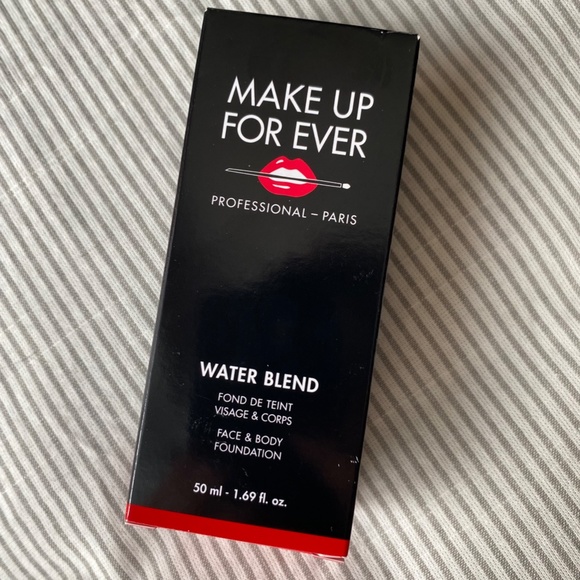 MAKE UP
FOR EVER
PROFESSIONAL – PARIS
WATER BLEND
FOND DE TEINT
VISAGE & CORPS
FACE & BODY
FOUNDATION
50 ml - 1.69 fl. oz.